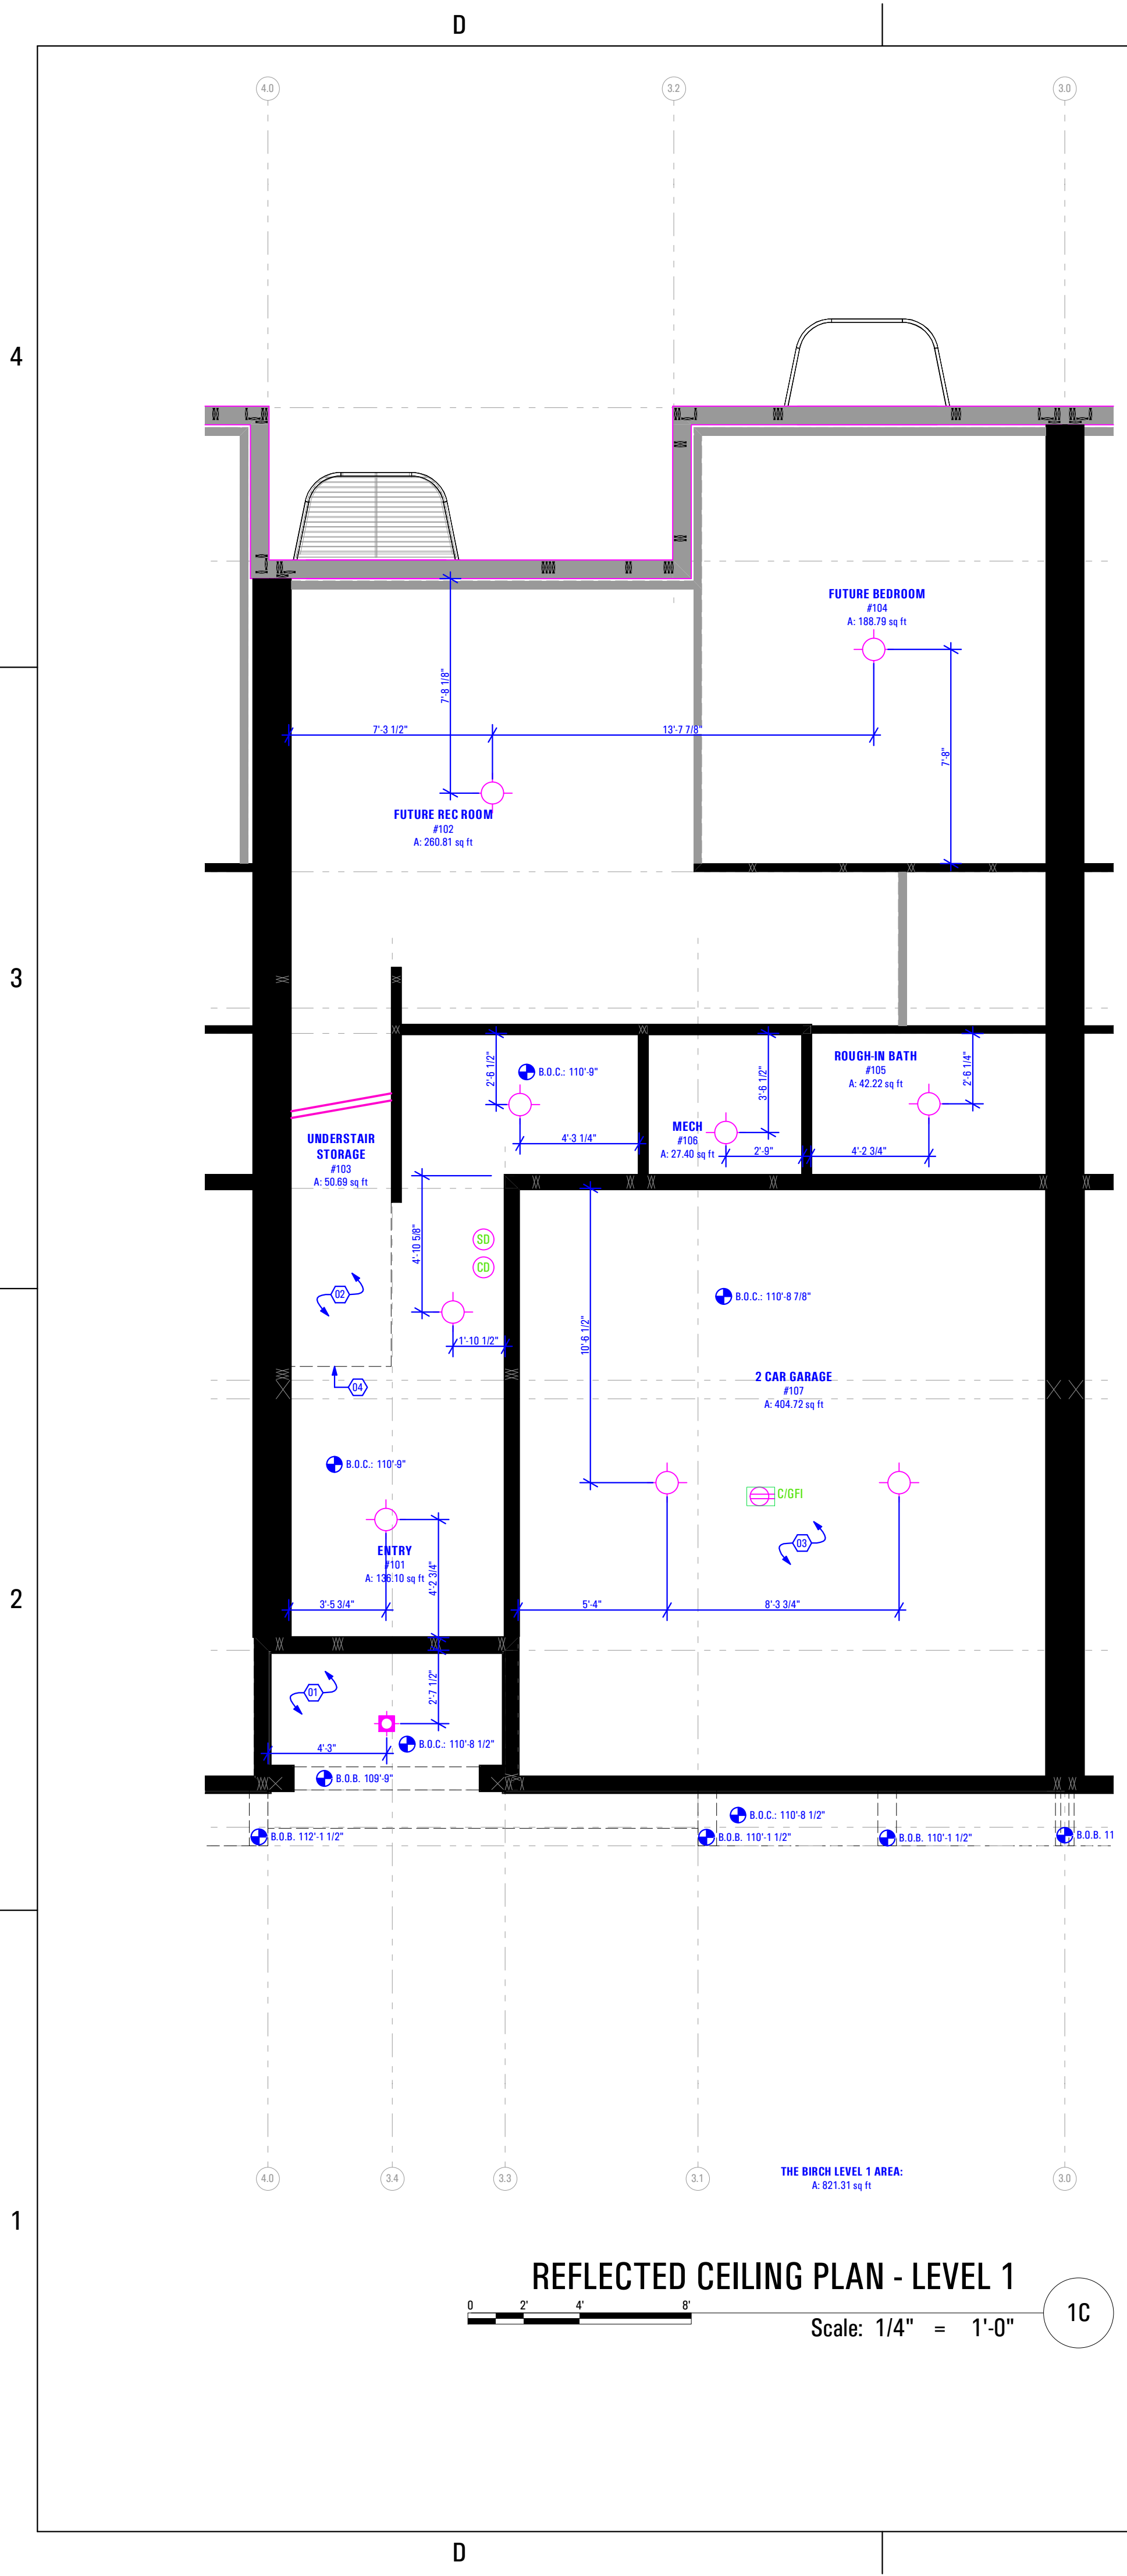 D
4.0
3.2
3.0
4
FUTURE BEDROOM
#104
A: 188.79 sq ft
7'-8 1/8"
7'-3 1/2"
13'-7 7/8"
7'-8"
FUTURE REC ROOM
#102
A: 260.81 sq ft
3
2'-6 1/2"
B.O.C.: 110'-9"
4'-3 1/4"
3'-6 1/2"
MECH
#106
A: 27.40 sq ft
2'-9"
ROUGH-IN BATH
#105
A: 42.22 sq ft
2'-6 1/4"
4'-2 3/4"
UNDERSTAIR
STORAGE
#103
A: 50.69 sq ft
4'-10 5/8"
SD
CD
02
1'-10 1/2"
04
B.O.C.: 110'-8 7/8"
10'-6 1/2"
2 CAR GARAGE
#107
A: 404.72 sq ft
B.O.C.: 110'-9"
C/GFI
03
ENTRY
#101
A: 136.10 sq ft
4'-2 3/4"
3'-5 3/4"
5'-4"
8'-3 3/4"
2
01
2'-7 1/2"
4'-3"
B.O.C.: 110'-8 1/2"
B.O.B. 109'-9"
B.O.C.: 110'-8 1/2"
B.O.B. 112'-1 1/2"
B.O.B. 110'-1 1/2"
B.O.B. 110'-1 1/2"
B.O.B. 11
4.0
3.4
3.3
3.1
3.0
THE BIRCH LEVEL 1 AREA:
A: 821.31 sq ft
1
REFLECTED CEILING PLAN - LEVEL 1
0 2' 4' 8'
Scale: 1/4" = 1'-0"
1C
D